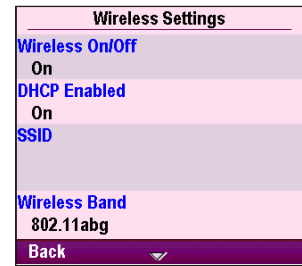 Wireless Settings
Wireless On/Off
On
DHCP Enabled
On
SSID
Wireless Band
802.11abg
Back